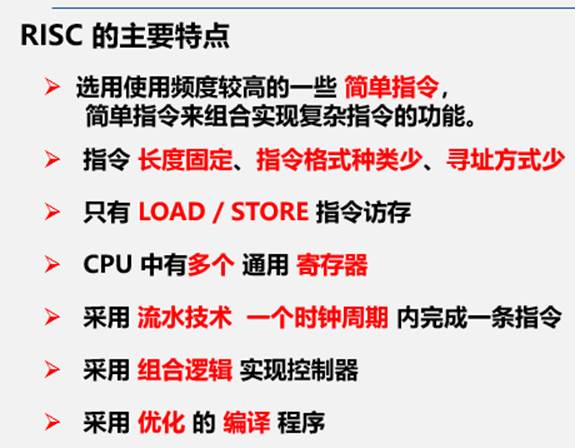 RISC 的主要特点
选用使用频度较高的一些 简单指令,
简单指令来组合实现复杂指令的功能。
指令 长度固定、指令格式种类少、寻址方式少
只有 LOAD / STORE 指令访存
CPU 中有多个 通用 寄存器
采用 流水技术 一个时钟周期 内完成一条指令
采用 组合逻辑 实现控制器
采用 优化 的 编译 程序